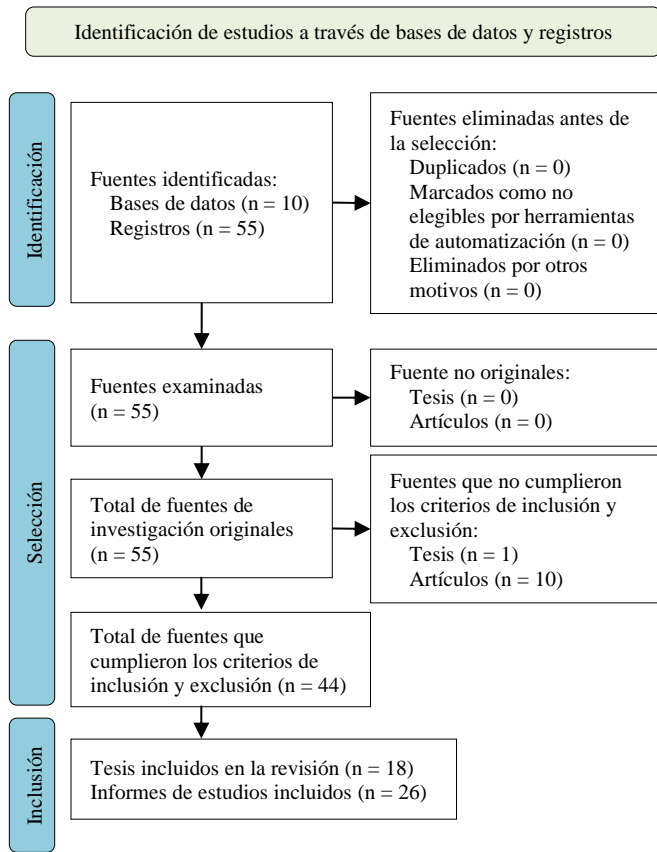 Identificación de estudios a través de bases de datos y registros
Identificación
Fuentes identificadas:
Bases de datos (n = 10)
Registros (n = 55)
Fuentes eliminadas antes de
la selección:
Duplicados (n = 0)
Marcados como no
elegibles por herramientas
de automatización (n = 0)
Eliminados por otros
motivos (n = 0)
Selección
Fuentes examinadas
(n = 55)
Fuente no originales:
Tesis (n = 0)
Artículos (n = 0)
Total de fuentes de
investigación originales
(n = 55)
Fuentes que no cumplieron
los criterios de inclusión y
exclusión:
Tesis (n = 1)
Artículos (n = 10)
Total de fuentes que
cumplieron los criterios de
inclusión y exclusión (n = 44)
Inclusión
Tesis incluidos en la revisión (n = 18)
Informes de estudios incluidos (n = 26)